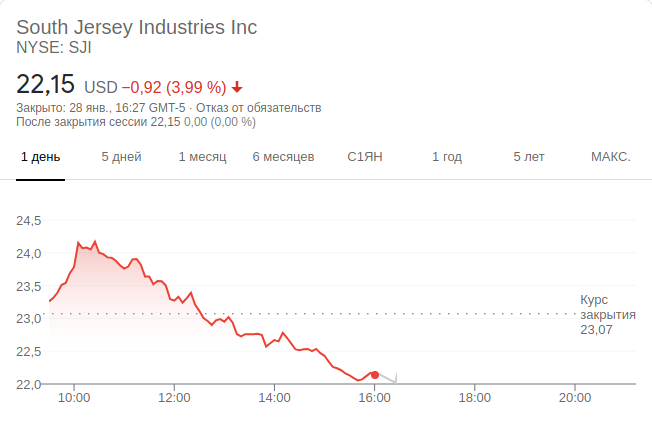 South Jersey Industries Inc
NYSE: SJI
22,15 USD −0,92 (3,99 %)
Закрыто: 28 янв., 16:27 GMT-5 · Отказ от обязательств
После закрытия сессии 22,15 0,00 (0,00 %)
1 день 5 дней 1 месяц 6 месяцев С1ЯН 1 год 5 лет МАКС.
24,5
24,0
23,5
23,0
22,5
22,0
Курс
закрытия
23,07
10:00 12:00 14:00 16:00 18:00 20:00